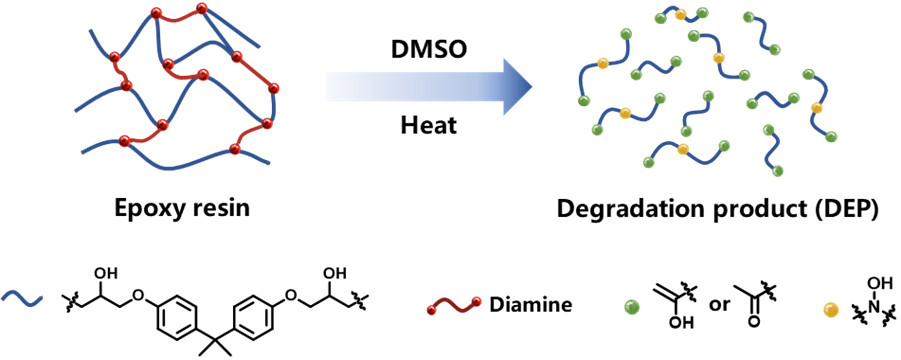 DMSO
Heat
Epoxy resin
Degradation product (DEP)
OH
OH
O
O
Diamine
OH
or
O
OH
N